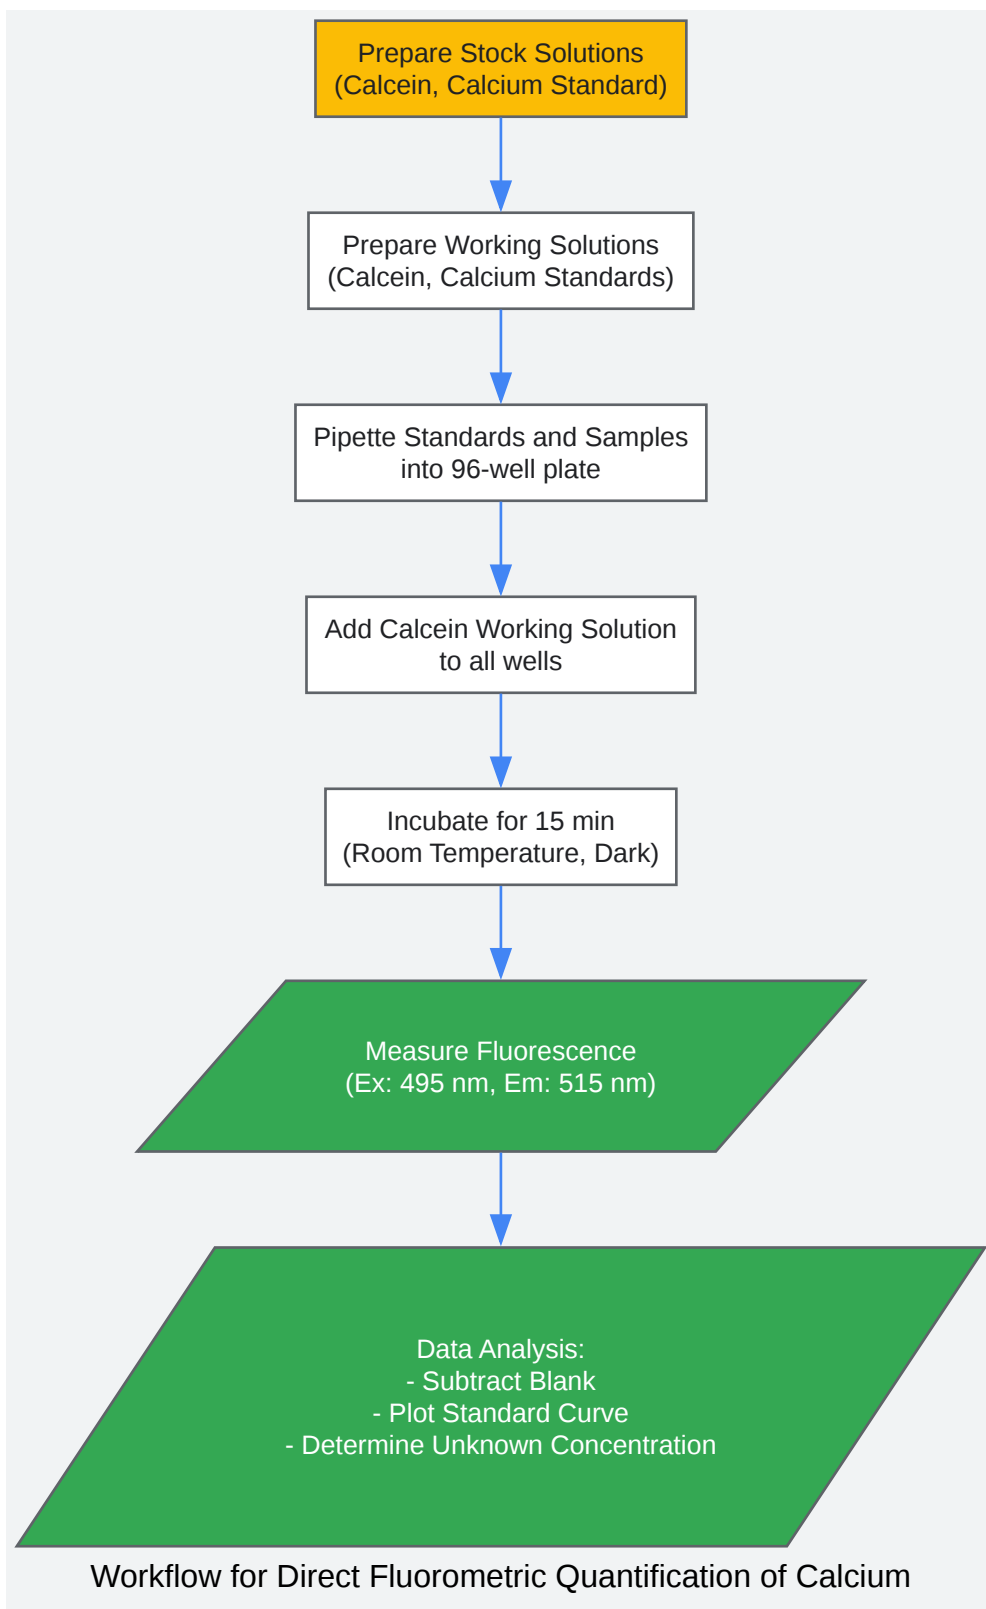 Prepare Stock Solutions
(Calcein, Calcium Standard)
Prepare Working Solutions
(Calcein, Calcium Standards)
Pipette Standards and Samples
into 96-well plate
Add Calcein Working Solution
to all wells
Incubate for 15 min
(Room Temperature, Dark)
Measure Fluorescence
(Ex: 495 nm, Em: 515 nm)
Data Analysis:
- Subtract Blank
- Plot Standard Curve
- Determine Unknown Concentration
Workflow for Direct Fluorometric Quantification of Calcium